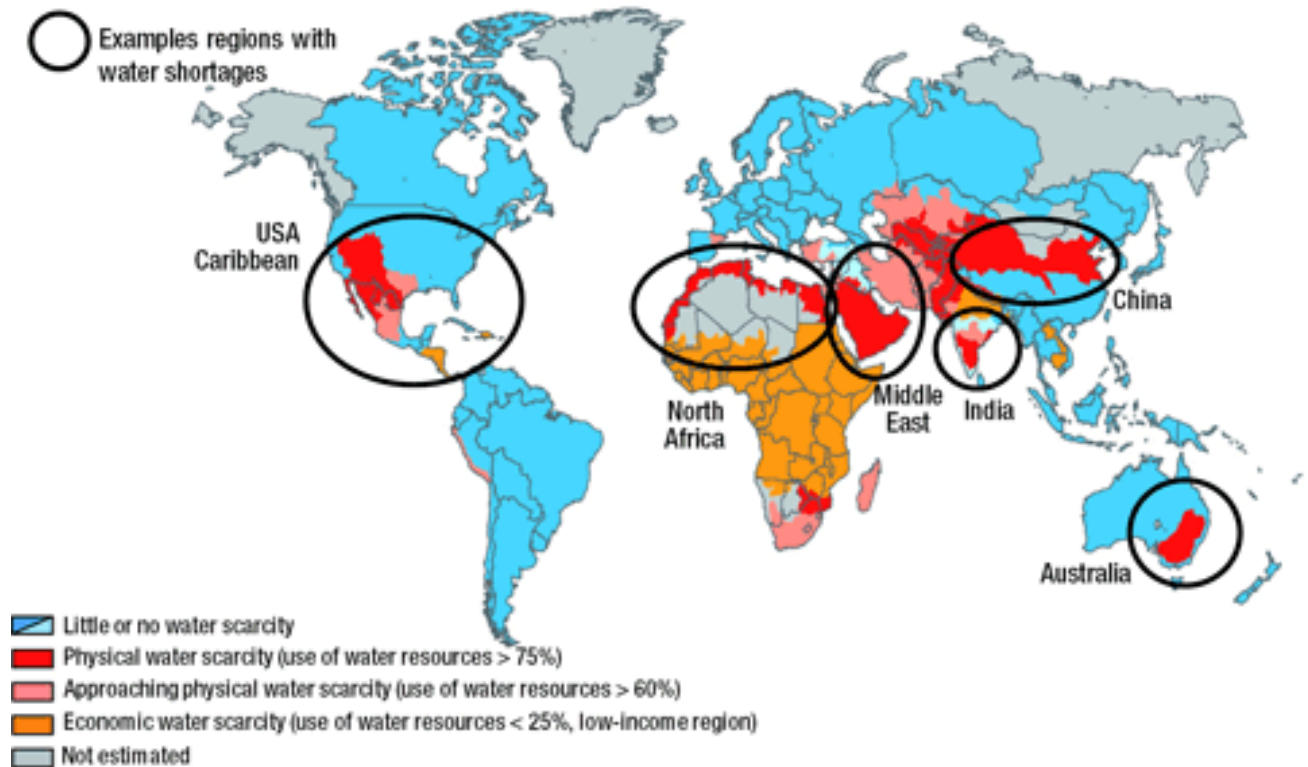 Examples regions with
water shortages
USA
Caribbean
China
North
Africa
Middle
East
India
Australia
Little or no water scarcity
Physical water scarcity (use of water resources > 75%)
Approaching physical water scarcity (use of water resources > 60%)
Economic water scarcity (use of water resources < 25%, low-income region)
Not estimated